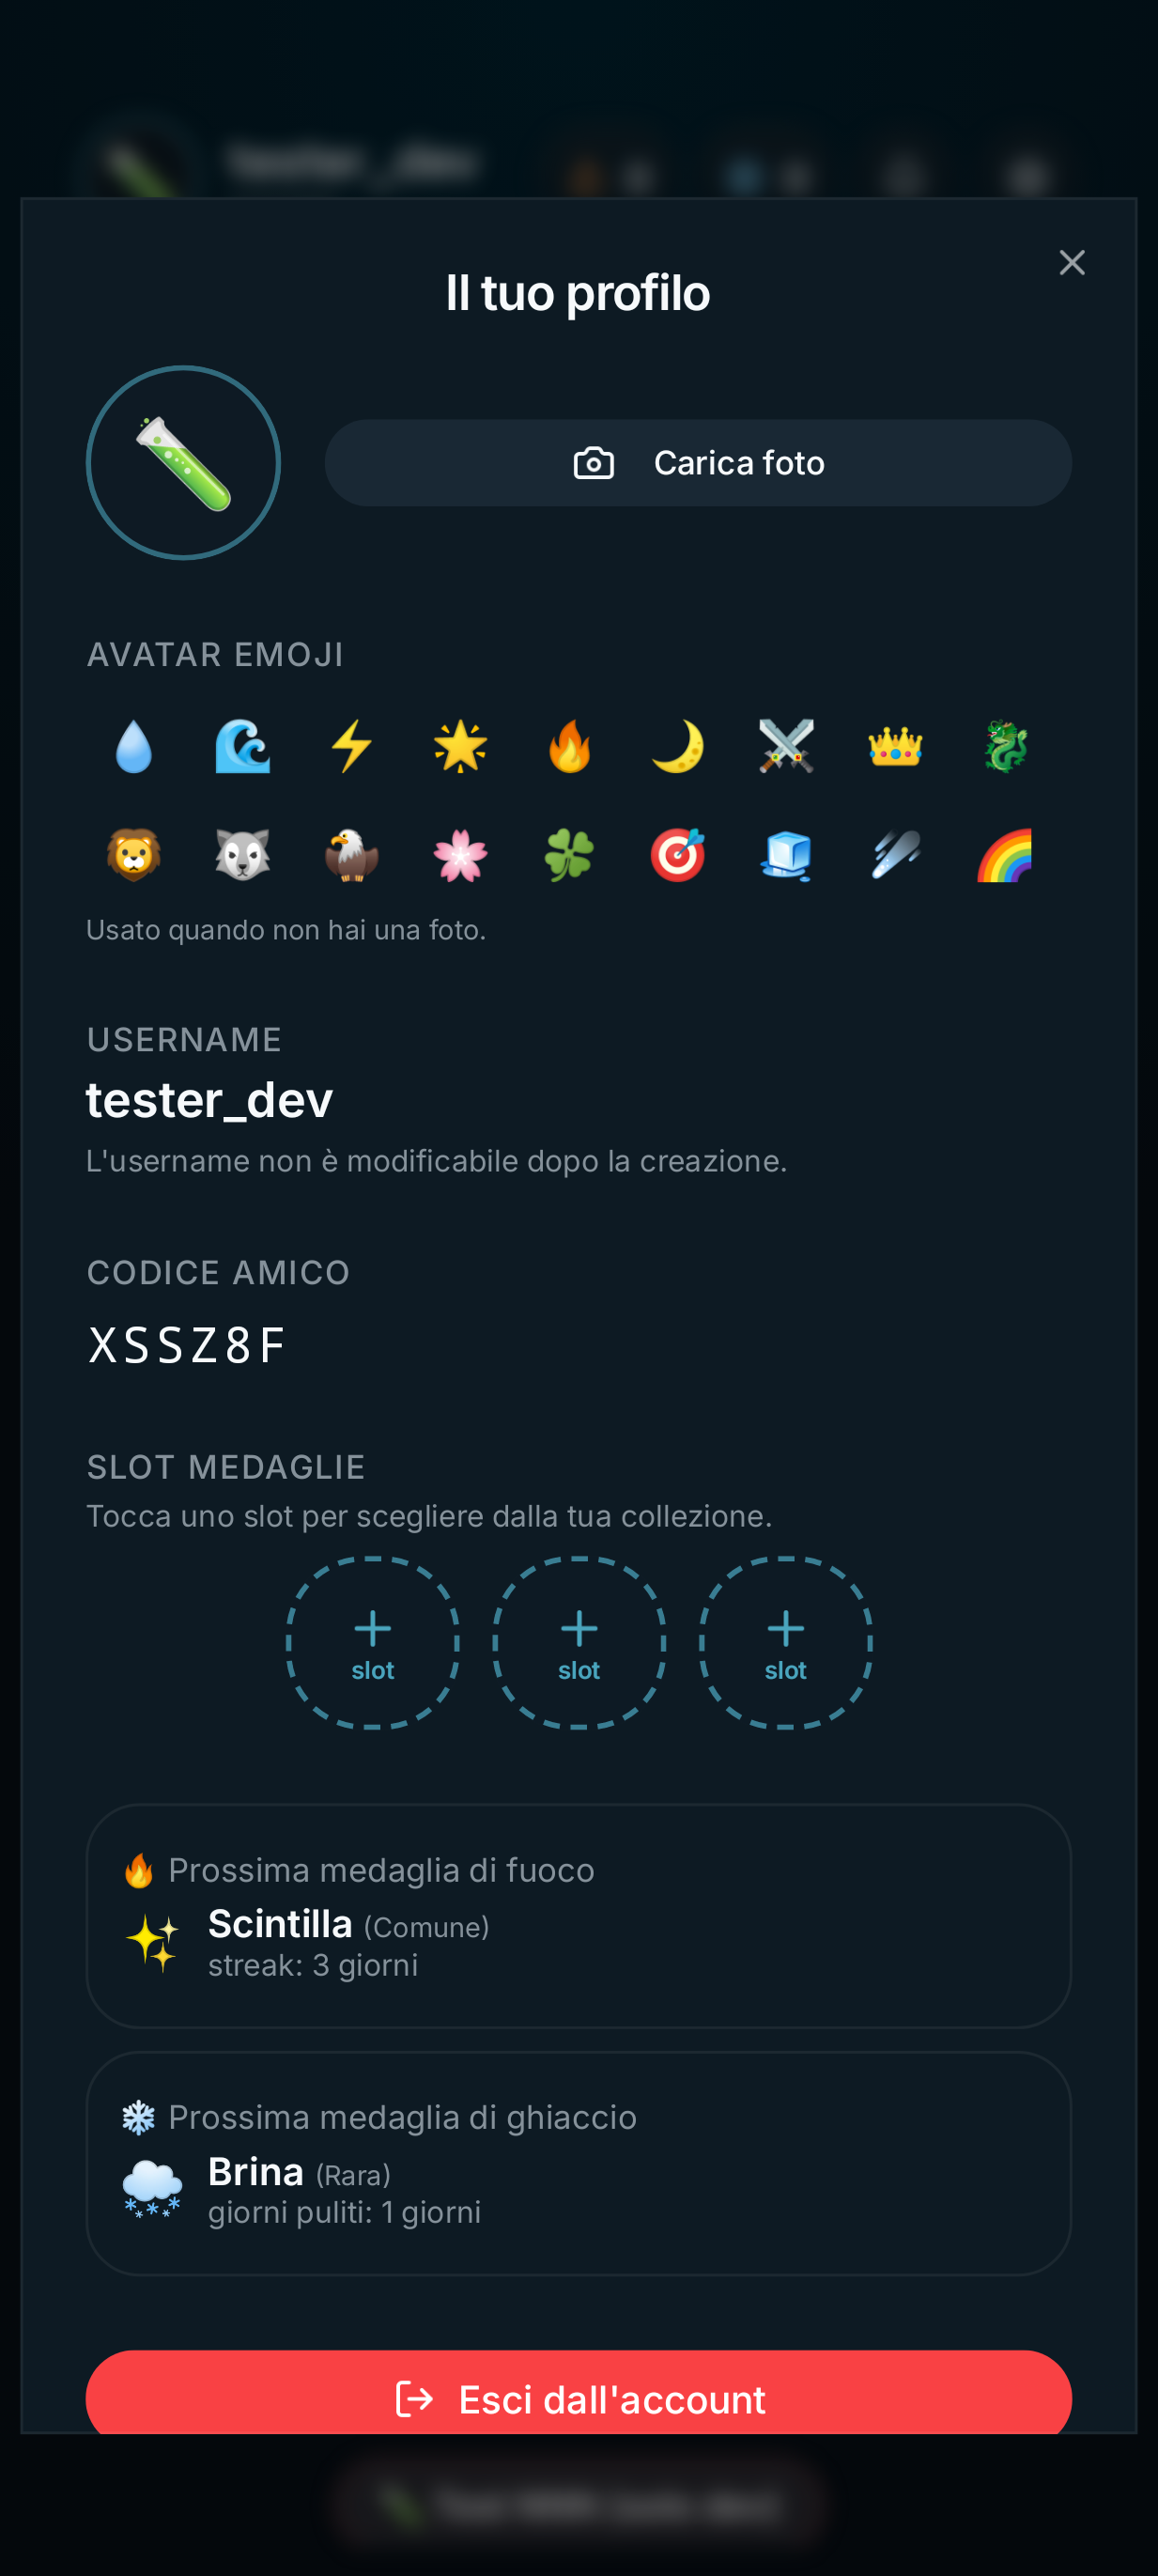 tester_dev
Il tuo profilo
Carica foto
AVATAR EMOJI
Usato quando non hai una foto.
USERNAME
tester_dev
L'username non è modificabile dopo la creazione.
CODICE AMICO
XSSZ8F
SLOT MEDAGLIE
Tocca uno slot per scegliere dalla tua collezione.
slot slot slot
Prossima medaglia di fuoco
Scintilla (Comune)
streak: 3 giorni
Prossima medaglia di ghiaccio
Brina (Rara)
giorni puliti: 1 giorni
Esci dall'account